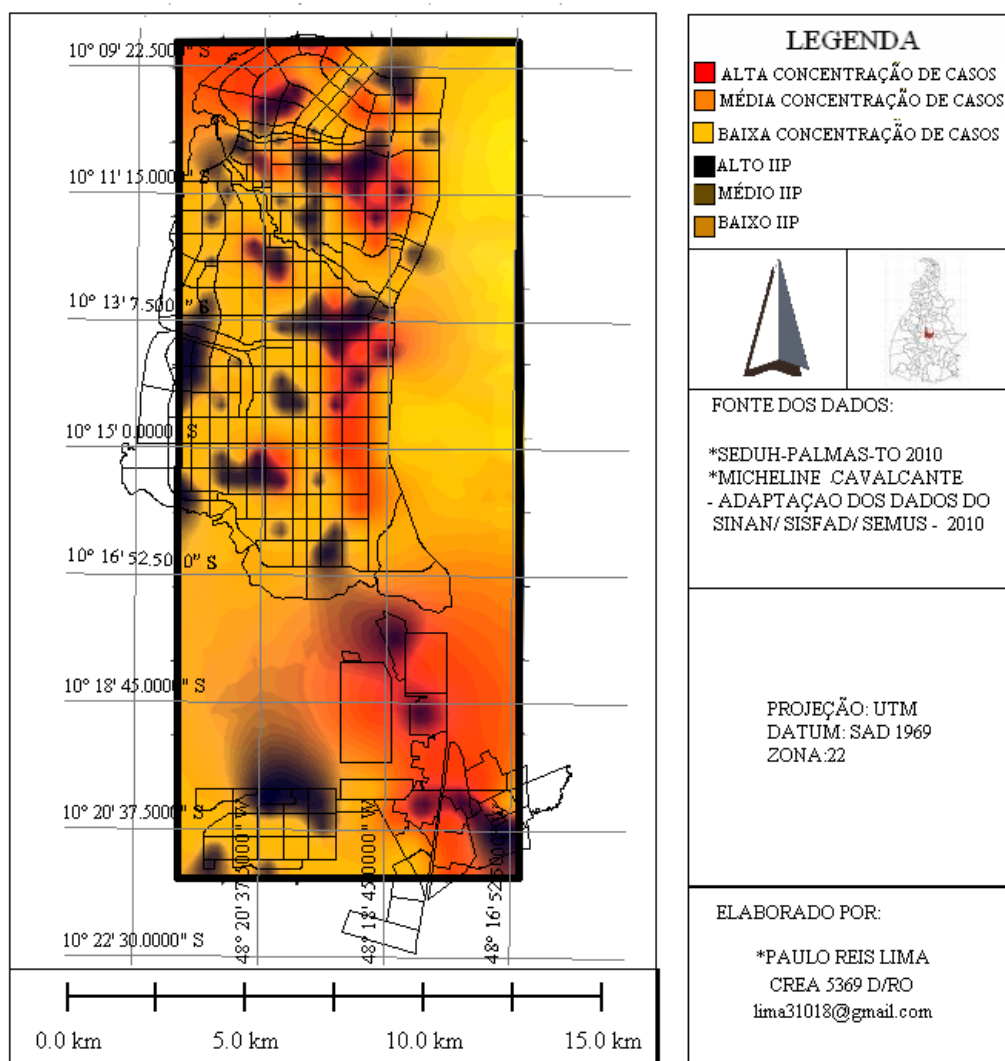 10° 09' 22.5000" S
10° 11' 15.0000" S
10° 13' 7.5000" S
10° 15' 0.0000" S
10° 16' 52.5000" S
10° 18' 45.0000" S
10° 20' 37.5000" S
10° 22' 30.0000" S
48° 20' 37.5000" W
48° 18' 45.0000" W
48° 16' 52.5000" W
0.0 km
5.0 km
10.0 km
15.0 km
LEGENDA
ALTA CONCENTRAÇÃO DE CASOS
MÉDIA CONCENTRAÇÃO DE CASOS
BAIXA CONCENTRAÇÃO DE CASOS
ALTO IIP
MÉDIO IIP
BAIXO IIP
FONTE DOS DADOS:
*SEDUH-PALMAS-TO 2010
*MICHELINE CAVALCANTE
- ADAPTAÇAO DOS DADOS DO
SINAN/ SISFAD/ SEMUS - 2010
PROJEÇÃO: UTM
DATUM: SAD 1969
ZONA:22
ELABORADO POR:
*PAULO REIS LIMA
CREA 5369 D/RO
lima31018@gmail.com